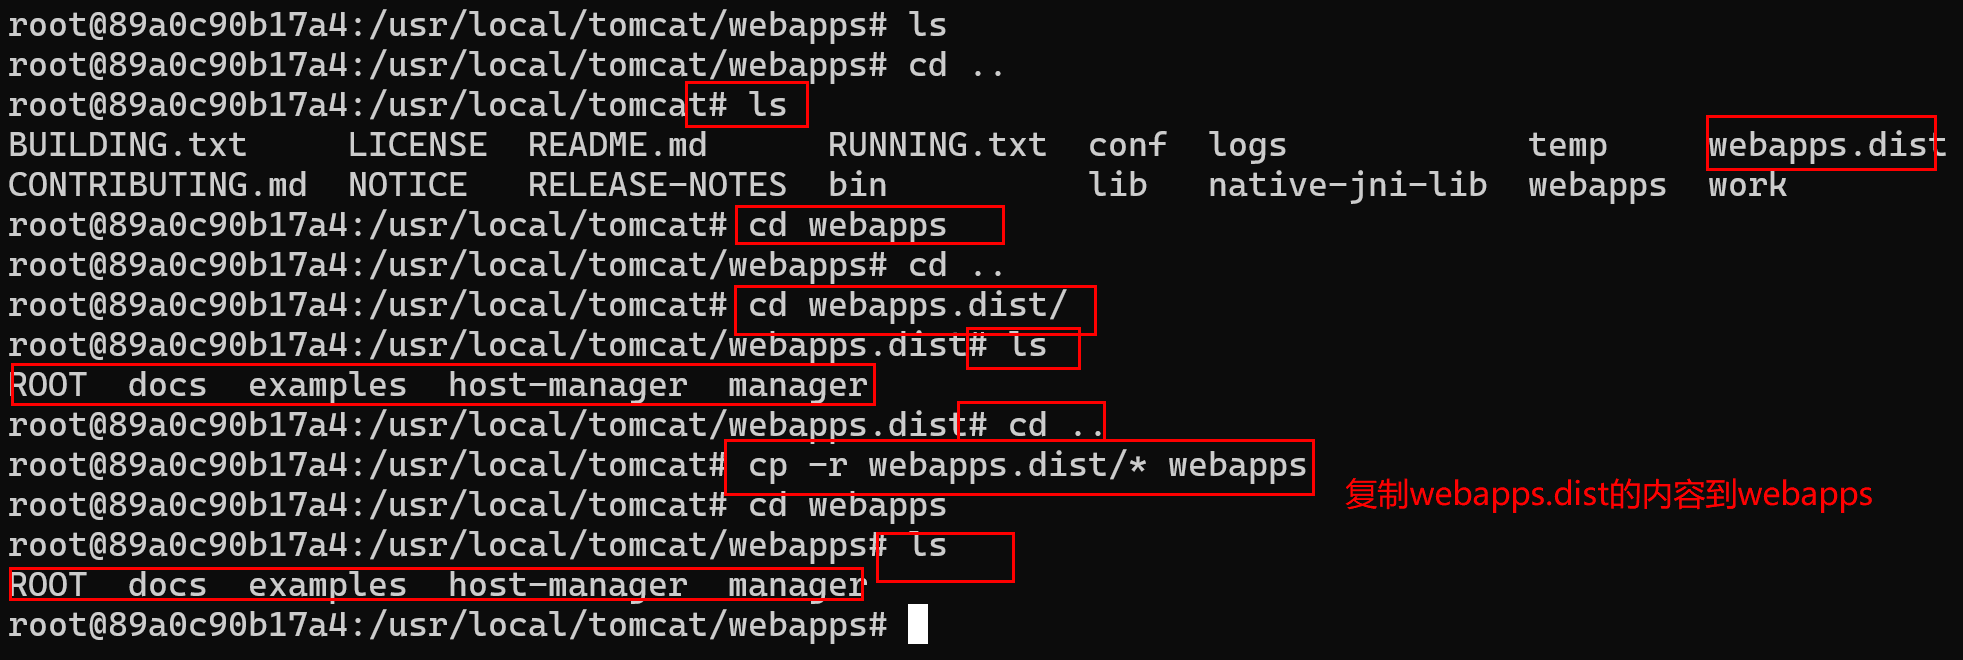 root@89a0c90b17a4:/usr/local/tomcat/webapps# ls
root@89a0c90b17a4:/usr/local/tomcat/webapps# cd ..
root@89a0c90b17a4:/usr/local/tomcat# ls
BUILDING.txt LICENSE README.md RUNNING.txt conf logs temp webapps.dist
CONTRIBUTING.md NOTICE RELEASE-NOTES bin lib native-jni-lib webapps work
root@89a0c90b17a4:/usr/local/tomcat# cd webapps
root@89a0c90b17a4:/usr/local/tomcat/webapps# cd ..
root@89a0c90b17a4:/usr/local/tomcat# cd webapps.dist/
root@89a0c90b17a4:/usr/local/tomcat/webapps.dist# ls
ROOT docs examples host-manager manager
root@89a0c90b17a4:/usr/local/tomcat/webapps.dist# cd ..
root@89a0c90b17a4:/usr/local/tomcat# cp -r webapps.dist/* webapps
复制webapps.dist的内容到webapps
root@89a0c90b17a4:/usr/local/tomcat# cd webapps
root@89a0c90b17a4:/usr/local/tomcat/webapps# ls
ROOT docs examples host-manager manager
root@89a0c90b17a4:/usr/local/tomcat/webapps#